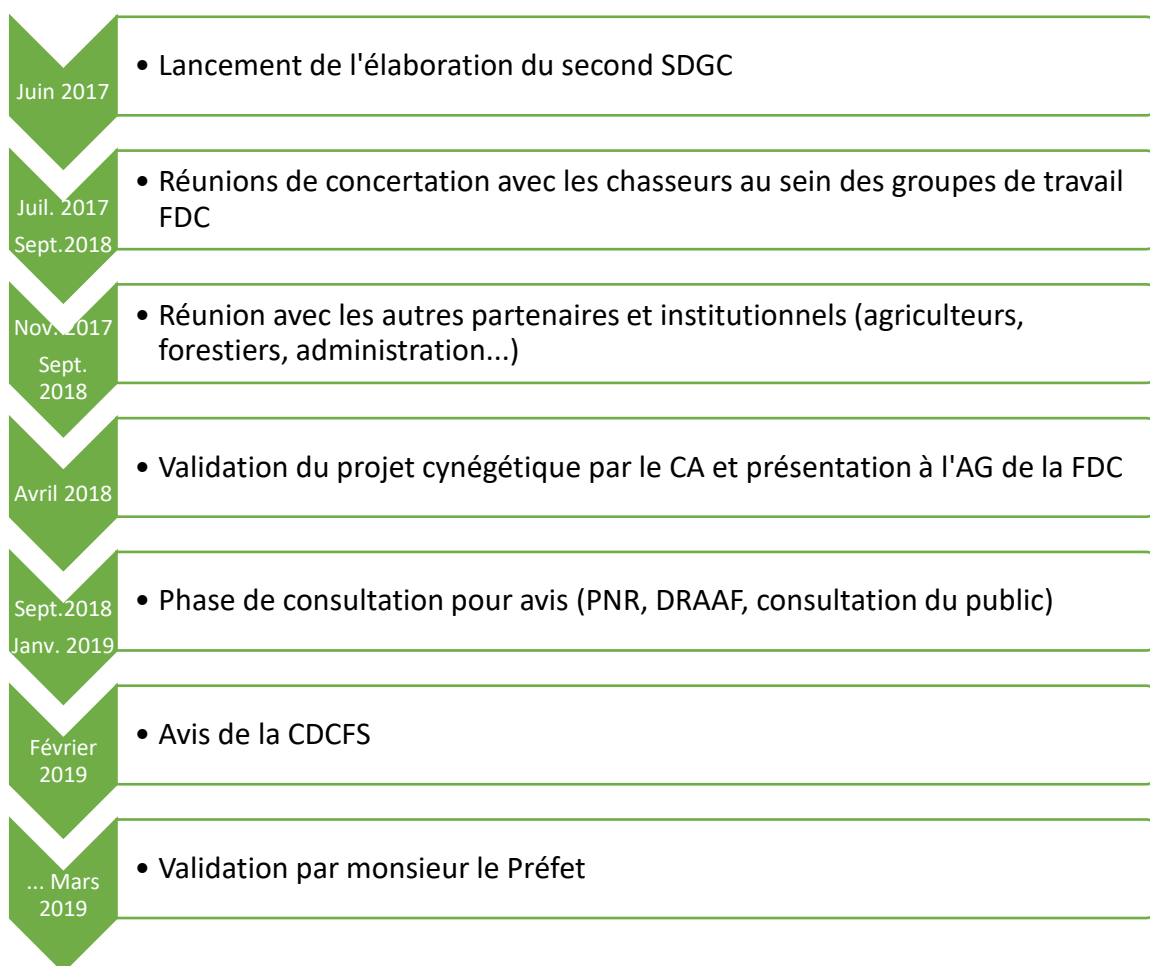 Juin 2017
• Lancement de l'élaboration du second SDGC
Juil. 2017
Sept.2018
• Réunions de concertation avec les chasseurs au sein des groupes de travail
FDC
Nov. 2017
Sept.
2018
• Réunion avec les autres partenaires et institutionnels (agriculteurs,
forestiers, administration...)
Avril 2018
• Validation du projet cynégétique par le CA et présentation à l'AG de la FDC
Sept.2018
Janv. 2019
• Phase de consultation pour avis (PNR, DRAAF, consultation du public)
Février
2019
• Avis de la CDCFS
... Mars
2019
• Validation par monsieur le Préfet